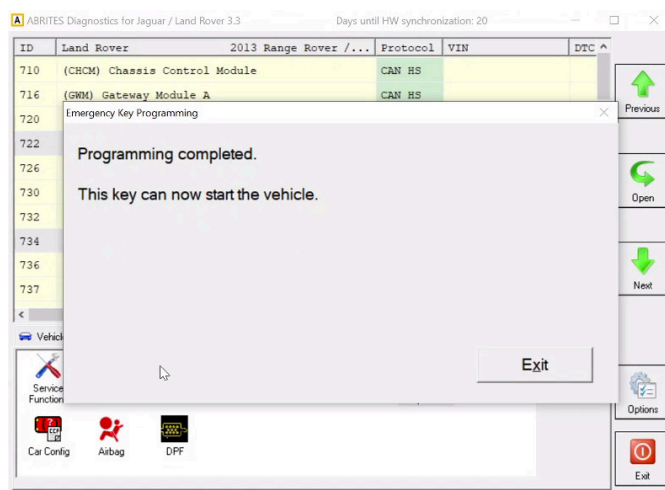 A ABRITES Diagnostics for Jaguar / Land Rover 3.3 Days until HW synchronization: 20
ID Land Rover 2013 Range Rover /... Protocol VIN DTC
710 (CHCM) Chassis Control Module CAN HS
716 (GWM) Gateway Module A CAN HS
Previous
Emergency Key Programming
720
722
Programming completed.
726
This key can now start the vehicle.
730
Open
732
734
736
737
Next
Exit
Service
Options
Car Config Airbag DPF
Exit